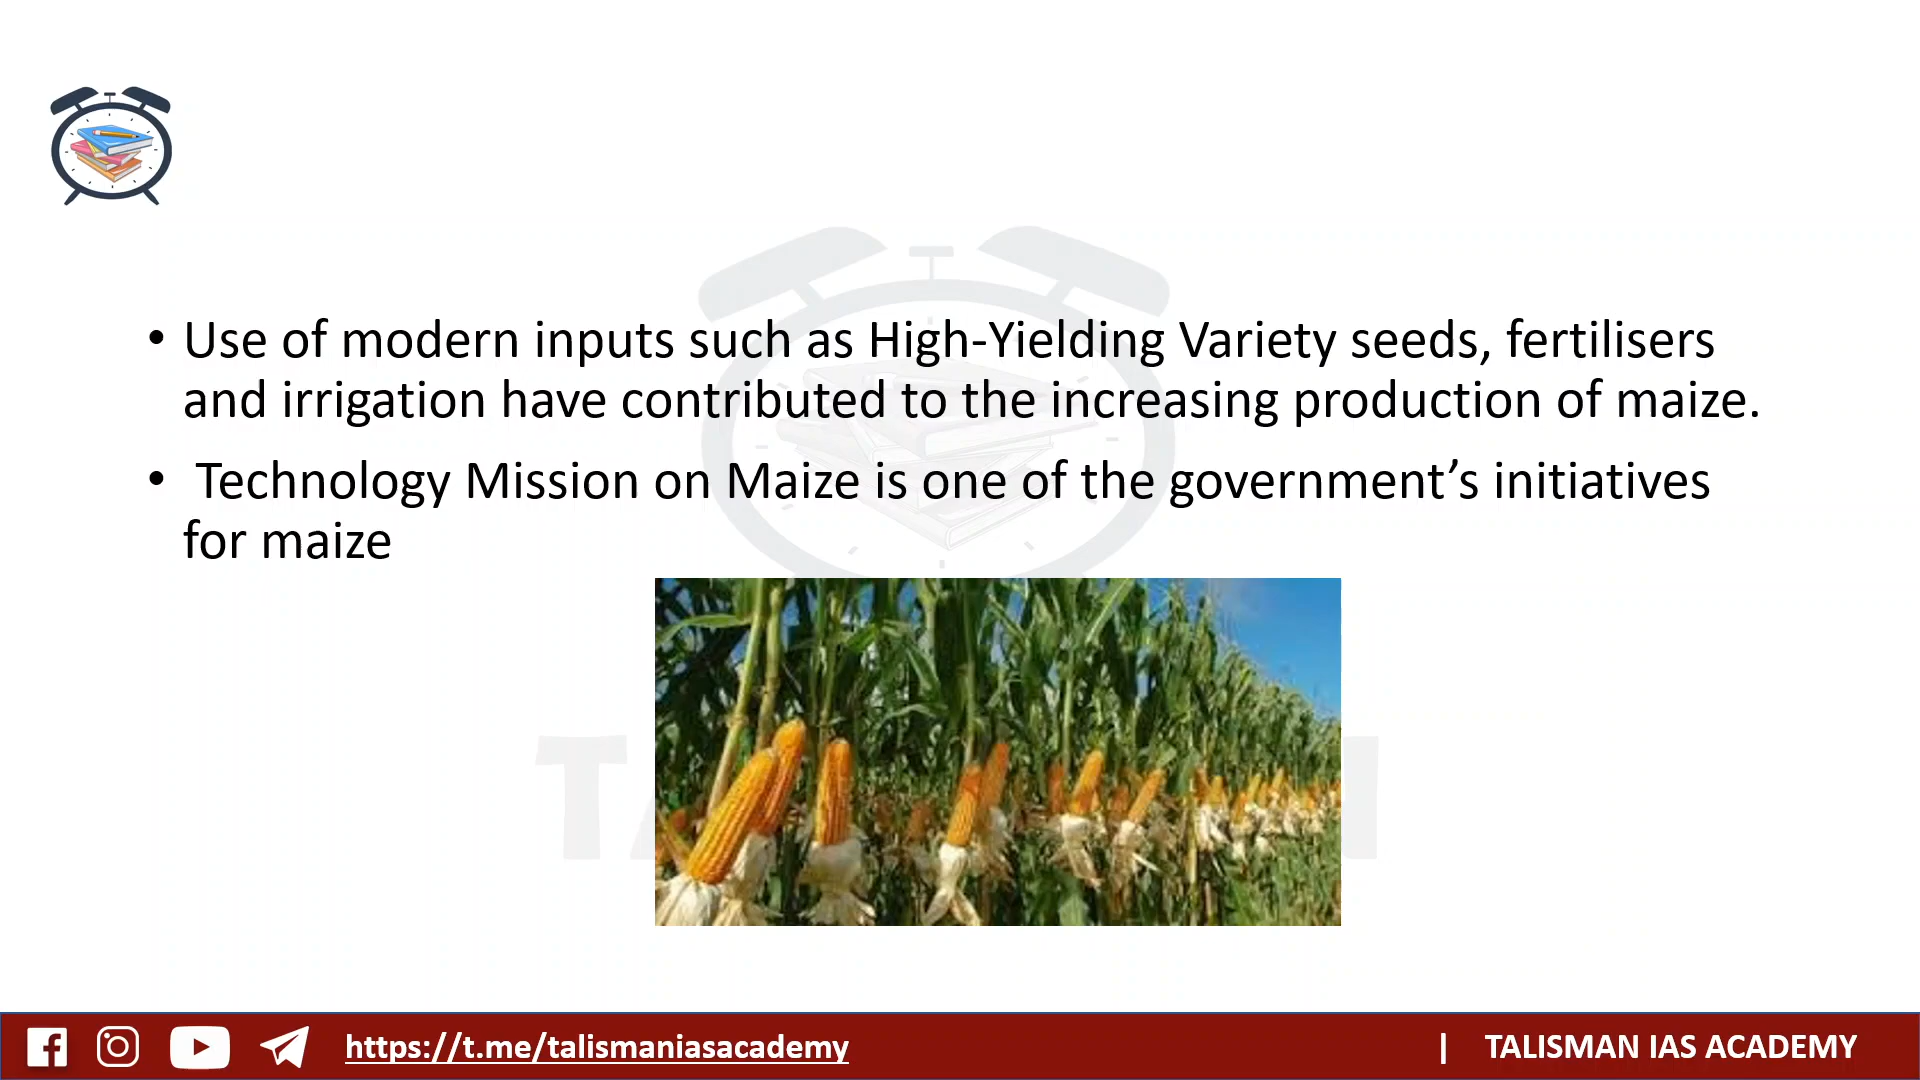 • Use of modern inputs such as High-Yielding Variety seeds, fertilisers
and irrigation have contributed to the increasing production of maize.
• Technology Mission on Maize is one of the government’s initiatives
for maize
https://t.me/talismaniasacademy
| TALISMAN IAS ACADEMY